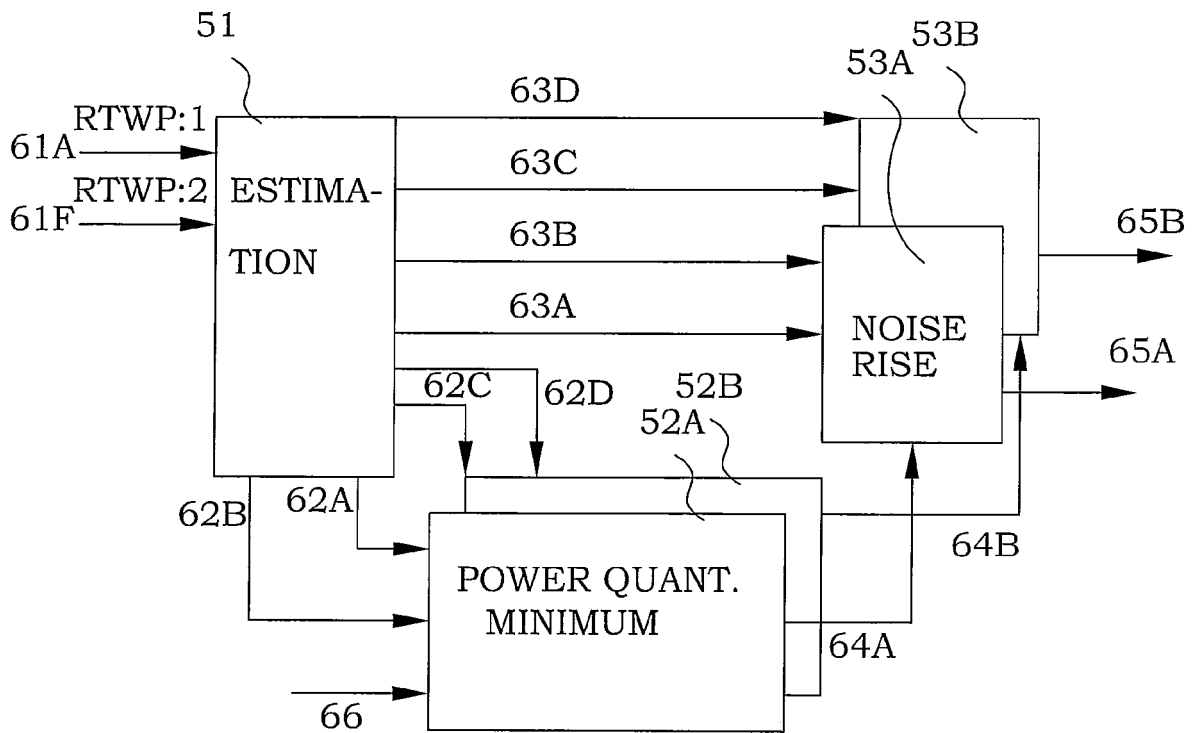 51
53B
53A
RTWP:1
63D
61A
63C
RTWP:2
ESTIMA-
61F
65B
63B
TION
63A
NOISE
65A
RISE
62C
62D
52B
52A
62A
62B
64B
POWER QUANT.
MINIMUM
64A
66